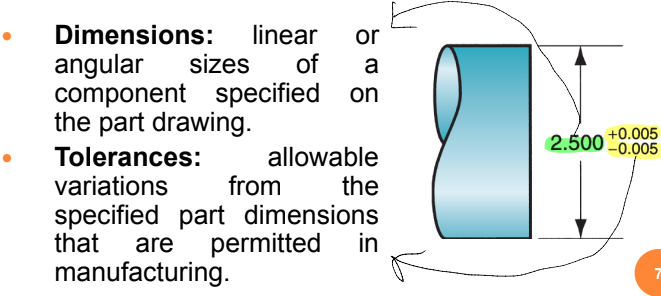 • Dimensions: linear or
angular sizes of a
component specified on
the part drawing.
• Tolerances: allowable
variations from the
specified part dimensions
that are permitted in
manufacturing.
2.500 +0.005
−0.005
7